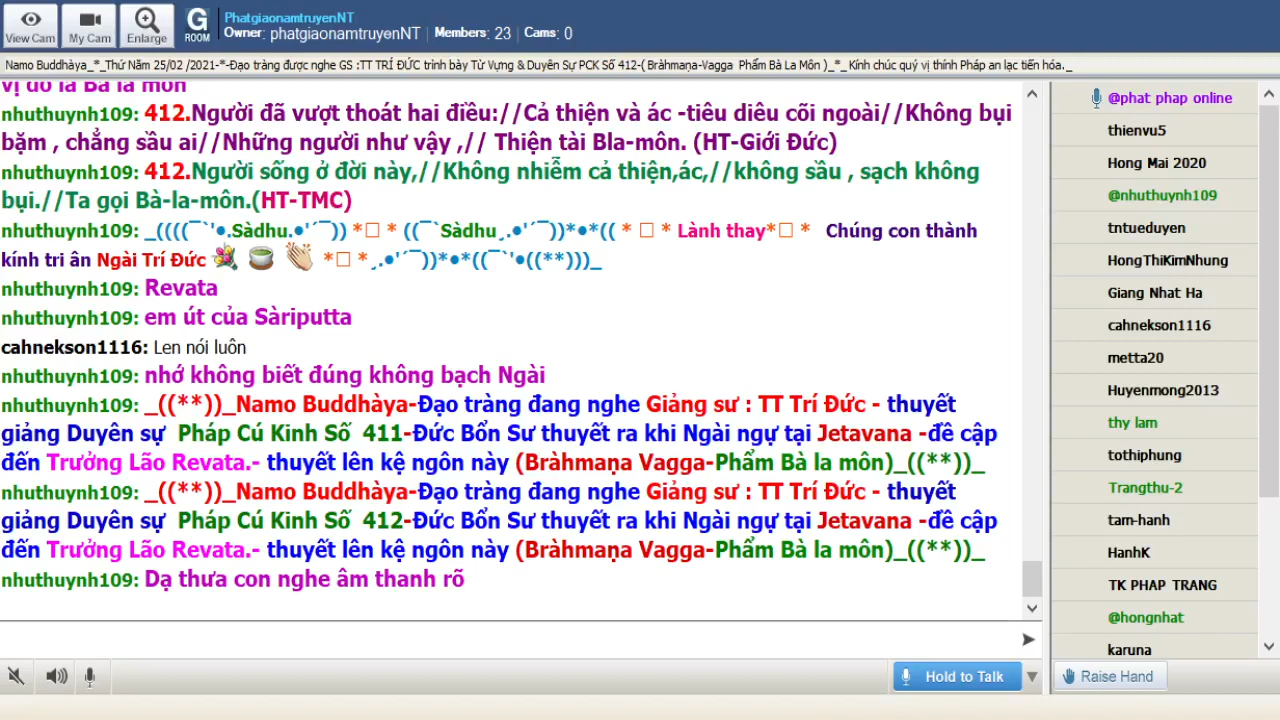 View Cam
My Cam
Enlarge
G
ROOM
PhatgiaonamtruyenNT
Owner: phatgiaonamtruyenNT | Members: 23 | Cams: 0
Namo Buddhàya_*_Thứ Năm 25/02 /2021-*-Đạo tràng được nghe GS :TT TRÍ ĐỨC trình bày Từ Vựng & Duyên Sự PCK Số 412-( Bràhmaṇa-Vagga Phẩm Bà La Môn )_*_ Kính chúc quý vị thính Pháp an lạc tiến hóa._
vị đó là Bà la môn
nhuthuynh109: 412.Người đã vượt thoát hai điều://Cả thiện và ác -tiêu diêu cõi ngoài//Không bụi
bặm , chẳng sầu ai//Những người như vậy ,// Thiện tài Bla-môn. (HT-Giới Đức)
nhuthuynh109: 412.Người sống ở đời này,//Không nhiễm cả thiện,ác,//không sầu , sạch không
bụi.//Ta gọi Bà-la-môn.(HT-TMC)
nhuthuynh109: _((((¯`'●.Sàdhu.●'´¯)) *□ * ((¯`Sàdhu¸.●'´¯))*●*(( * □ * Lành thay*□ * Chúng con thành
kính tri ân Ngài Trí Đức 💐 🍵 👏 *□ *¸.●'´¯))*●*((¯`'●((**)))_
nhuthuynh109: Revata
nhuthuynh109: em út của Sàriputta
cahnekson1116: Len nói luôn
nhuthuynh109: nhớ không biết đúng không bạch Ngài
nhuthuynh109: _((**))_Namo Buddhàya-Đạo tràng đang nghe Giảng sư : TT Trí Đức - thuyết
giảng Duyên sự Pháp Cú Kinh Số 411-Đức Bổn Sư thuyết ra khi Ngài ngự tại Jetavana -đề cập
đến Trưởng Lão Revata.- thuyết lên kệ ngôn này (Bràhmaṇa Vagga-Phẩm Bà la môn)_((**))_
nhuthuynh109: _((**))_Namo Buddhàya-Đạo tràng đang nghe Giảng sư : TT Trí Đức - thuyết
giảng Duyên sự Pháp Cú Kinh Số 412-Đức Bổn Sư thuyết ra khi Ngài ngự tại Jetavana -đề cập
đến Trưởng Lão Revata.- thuyết lên kệ ngôn này (Bràhmaṇa Vagga-Phẩm Bà la môn)_((**))_
nhuthuynh109: Dạ thưa con nghe âm thanh rõ
Hold to Talk
@phat phap online
thienvu5
Hong Mai 2020
@nhuthuynh109
tntueduyen
HongThiKimNhung
Giang Nhat Ha
cahnekson1116
metta20
Huyenmong2013
thy lam
tothiphung
Trangthu-2
tam-hanh
HanhK
TK PHAP TRANG
@hongnhat
karuna
Raise Hand